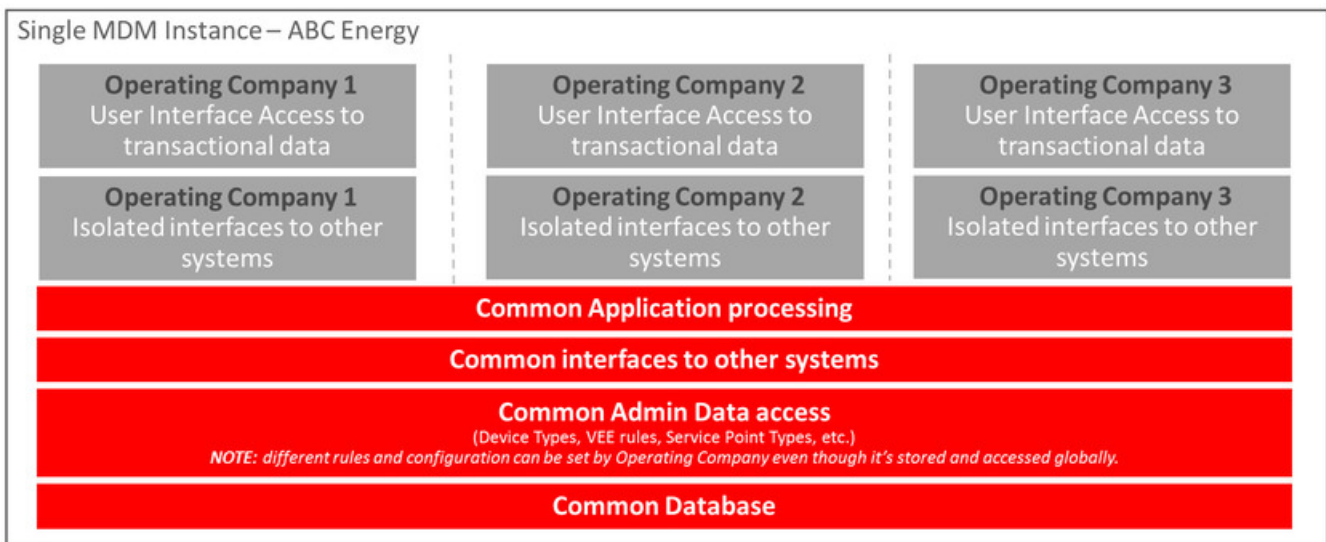 Single MDM Instance – ABC Energy
Operating Company 1
User Interface Access to
transactional data
Operating Company 2
User Interface Access to
transactional data
Operating Company 3
User Interface Access to
transactional data
Operating Company 1
Isolated interfaces to other
systems
Operating Company 2
Isolated interfaces to other
systems
Operating Company 3
Isolated interfaces to other
systems
Common Application processing
Common interfaces to other systems
Common Admin Data access
(Device Types, VEE rules, Service Point Types, etc.)
NOTE: different rules and configuration can be set by Operating Company even though it’s stored and accessed globally.
Common Database